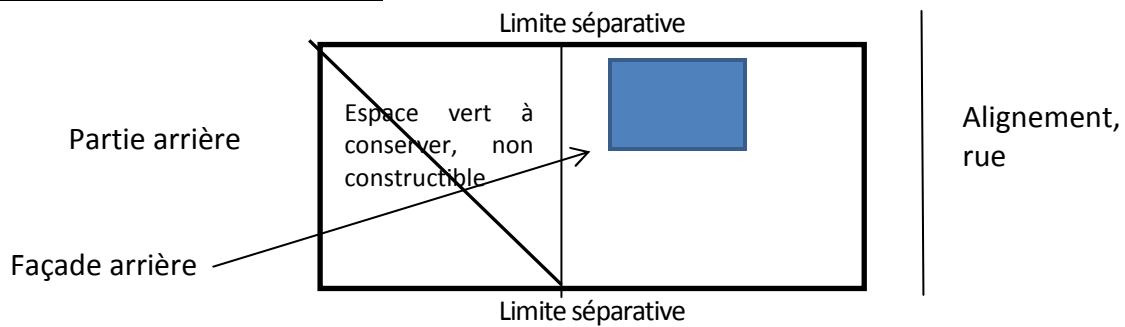 Limite séparative
Espace vert à
conserver, non
constructible
Partie arrière
Alignement,
rue
Façade arrière
Limite séparative